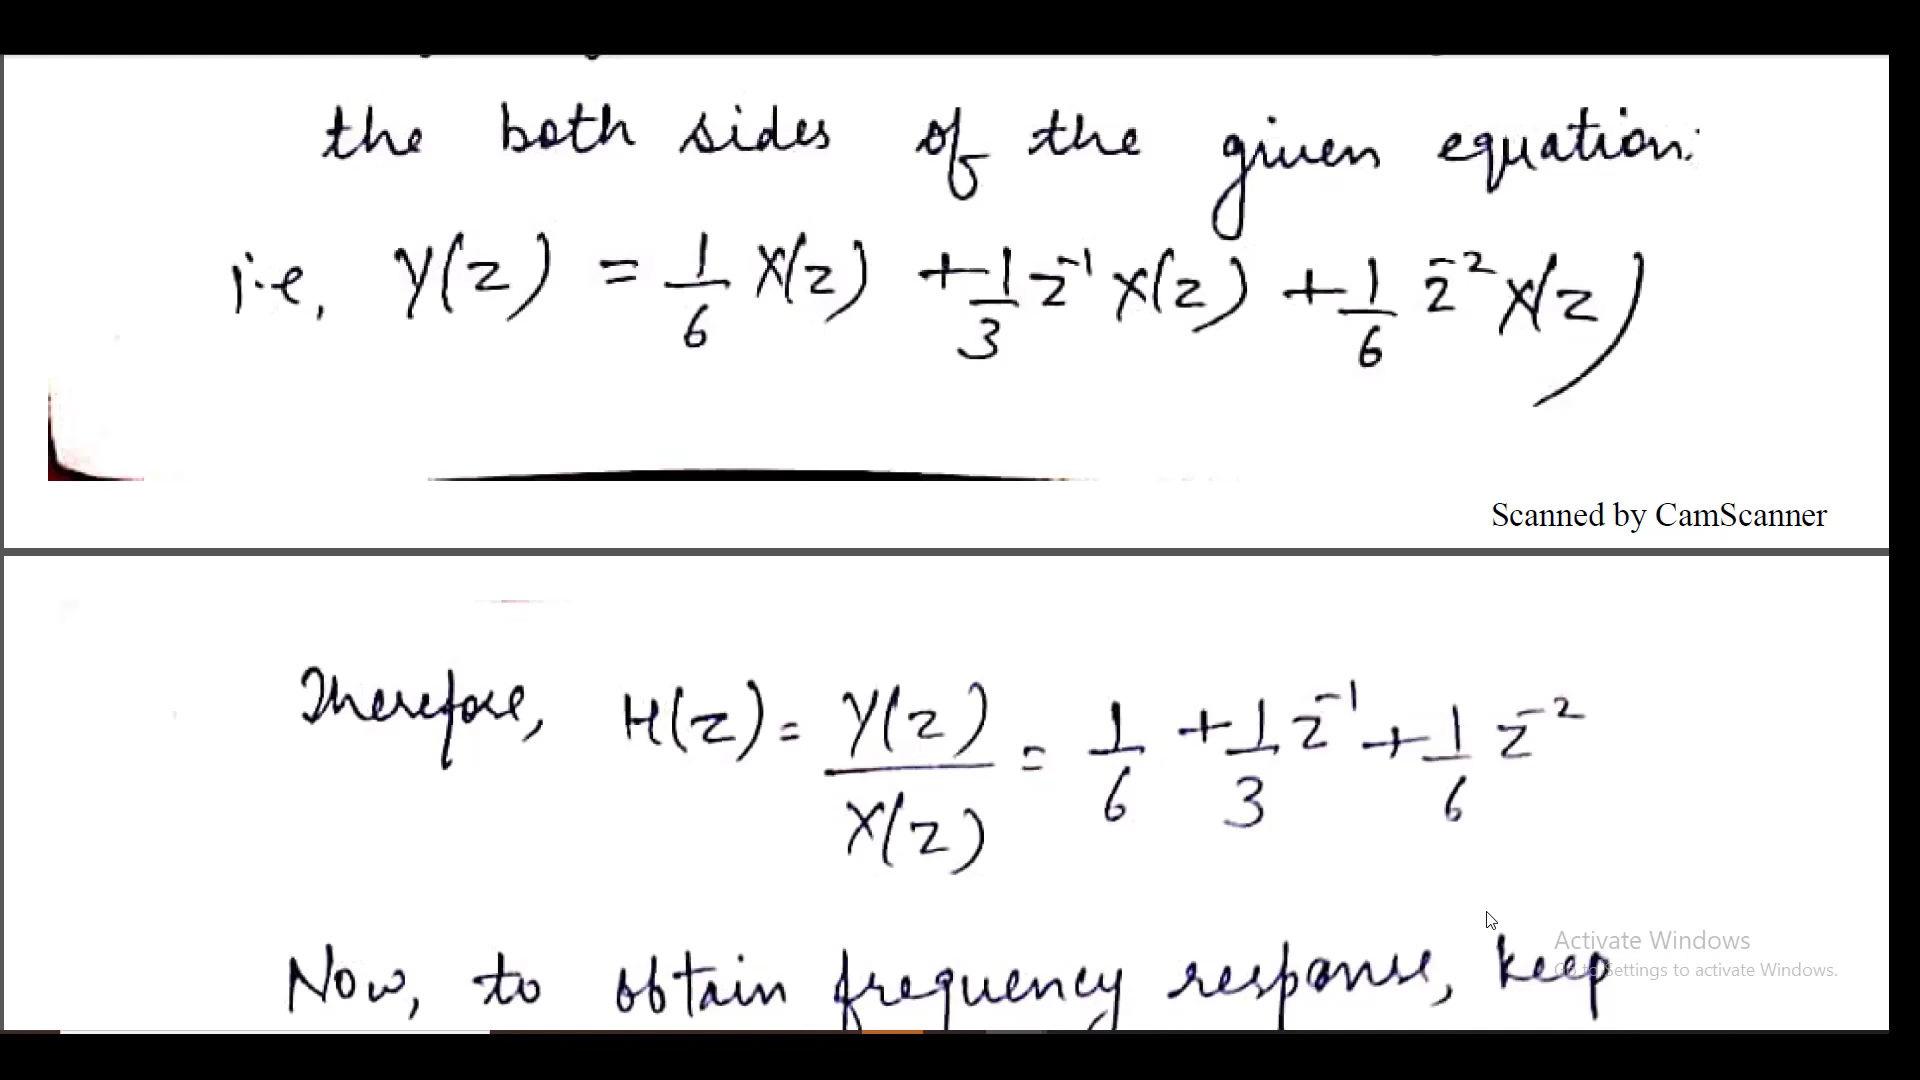 the both sides of the given equation.
i.e, Y(z) = 1/6 X(z) + 1/3 z⁻¹ X(z) + 1/6 z⁻² X(z)
Scanned by CamScanner
Therefore, H(z) = Y(z)/X(z) = 1/6 + 1/3 z⁻¹ + 1/6 z⁻²
Activate Windows
Go to Settings to activate Windows.
Now, to obtain frequency response, keep